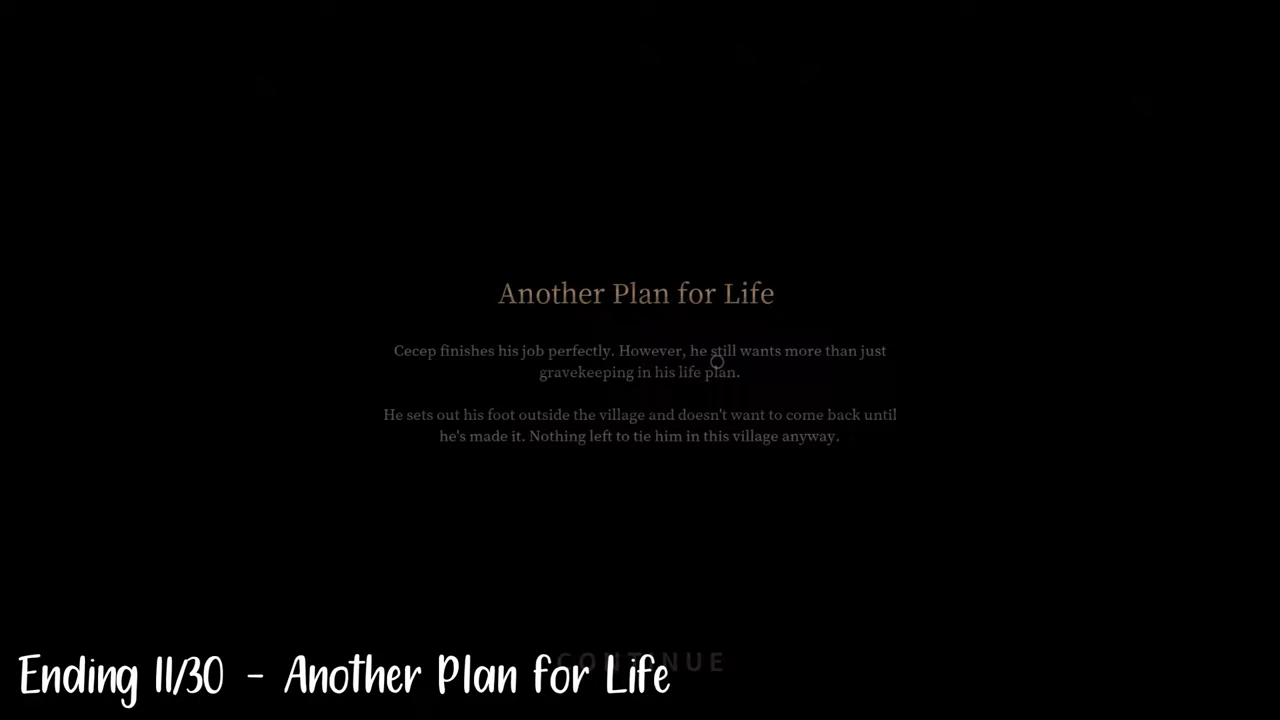 Another Plan for Life
Cecep finishes his job perfectly. However, he still wants more than just
gravekeeping in his life plan.
He sets out his foot outside the village and doesn't want to come back until
he's made it. Nothing left to tie him in this village anyway.
CONTINUE
Ending 11/30 - Another Plan for Life